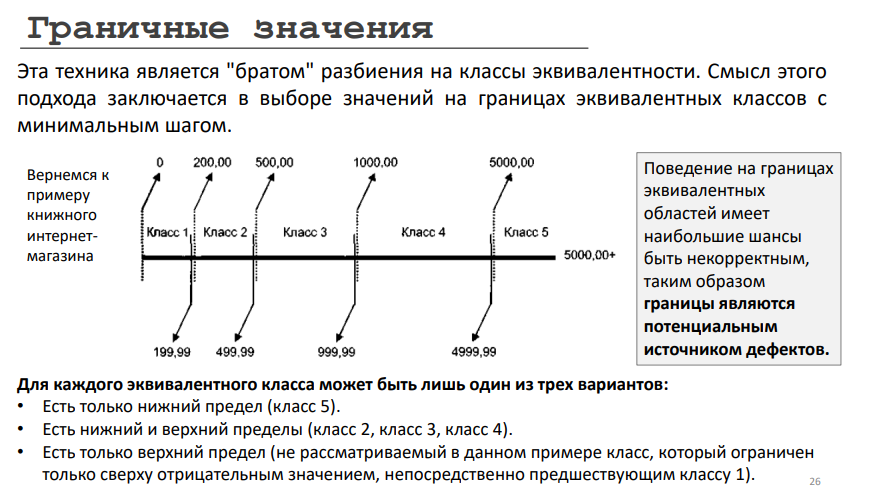 Граничные значения
Эта техника является "братом" разбиения на классы эквивалентности. Смысл этого
подхода заключается в выборе значений на границах эквивалентных классов с
минимальным шагом.
Вернемся к
примеру
книжного
интернет-
магазина
0 200,00 500,00 1000,00 5000,00
Класс 1 Класс 2 Класс 3 Класс 4 Класс 5
5000,00+
199,99 499,99 999,99 4999,99
Поведение на границах
эквивалентных
областей имеет
наибольшие шансы
быть некорректным,
таким образом
границы являются
потенциальным
источником дефектов.
Для каждого эквивалентного класса может быть лишь один из трех вариантов:
• Есть только нижний предел (класс 5).
• Есть нижний и верхний пределы (класс 2, класс 3, класс 4).
• Есть только верхний предел (не рассматриваемый в данном примере класс, который ограничен
только сверху отрицательным значением, непосредственно предшествующим классу 1).
26